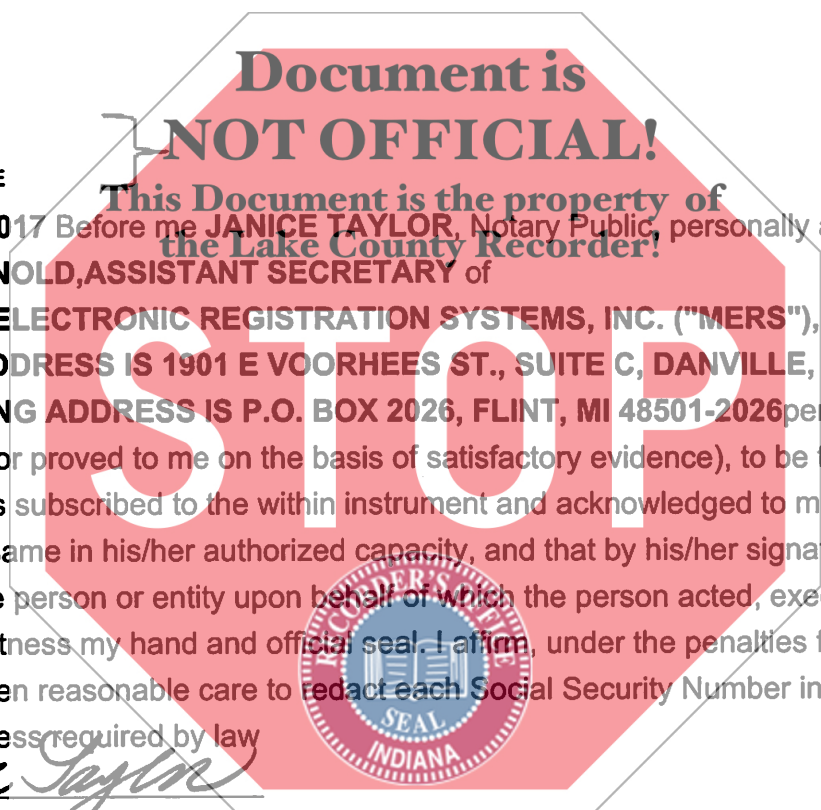 Document is
NOT OFFICIAL!
This Document is the property of
the Lake County Recorder!
E
017 Before me JANICE TAYLOR, Notary Public, personally a
NOLD,ASSISTANT SECRETARY of
ELECTRONIC REGISTRATION SYSTEMS, INC. ("MERS"),
DDRESS IS 1901 E VOORHEES ST., SUITE C, DANVILLE,
NG ADDRESS IS P.O. BOX 2026, FLINT, MI 48501-2026per
or proved to me on the basis of satisfactory evidence), to be t
s subscribed to the within instrument and acknowledged to m
ame in his/her authorized capacity, and that by his/her signa
e person or entity upon behalf of which the person acted, exe
tness my hand and official seal. I affirm, under the penalties f
en reasonable care to redact each Social Security Number in
ess required by law
Taylor
STOP
RECORDER'S OFFICE
SEAL
INDIANA